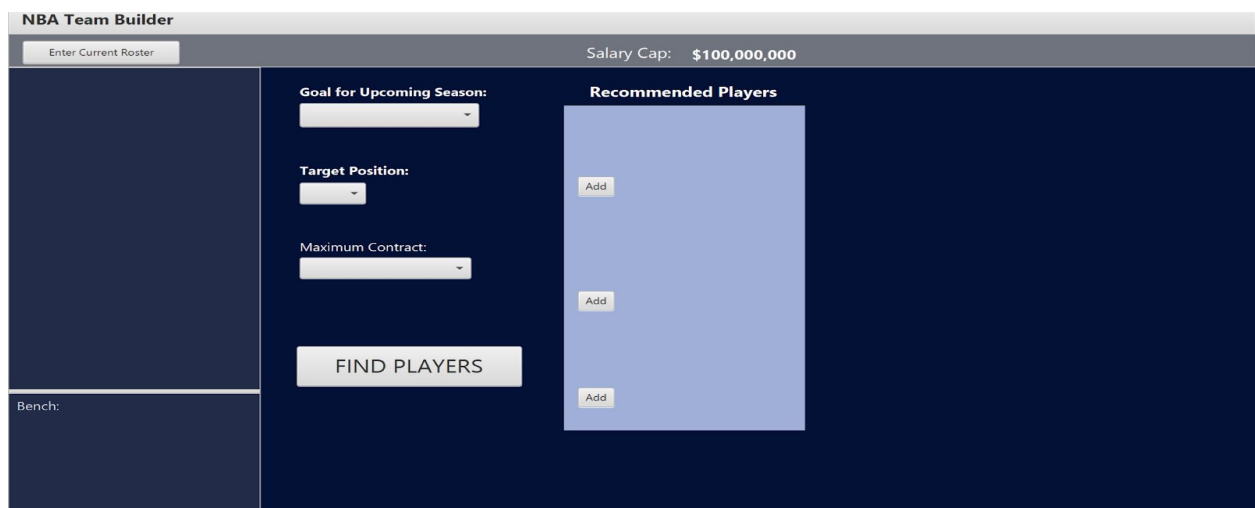 NBA Team Builder
Enter Current Roster
Salary Cap: $100,000,000
Goal for Upcoming Season:
Recommended Players
Target Position:
Add
Maximum Contract:
Add
FIND PLAYERS
Add
Bench: